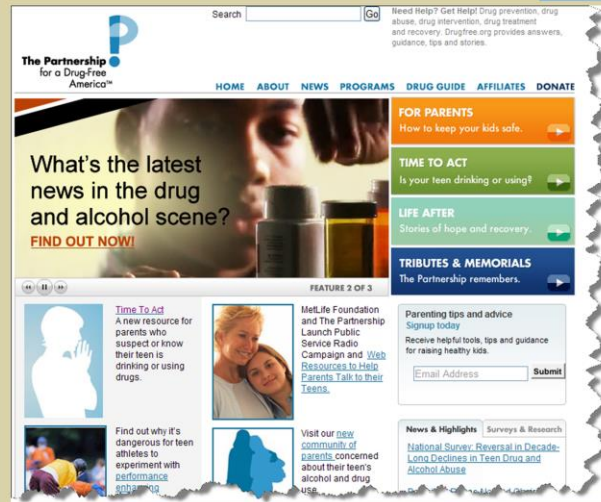 Search
Go
Need Help? Get Help! Drug prevention, drug
abuse, drug intervention, drug treatment
and recovery. Drugfree.org provides answers,
guidance, tips and stories.
The Partnership
for a Drug-Free
America™
HOME ABOUT NEWS PROGRAMS DRUG GUIDE AFFILIATES DONATE
What's the latest
news in the drug
and alcohol scene?
FIND OUT NOW!
FEATURE 2 OF 3
FOR PARENTS
How to keep your kids safe.
TIME TO ACT
Is your teen drinking or using?
LIFE AFTER
Stories of hope and recovery.
TRIBUTES & MEMORIALS
The Partnership remembers.
Time To Act
A new resource for
parents who
suspect or know
their teen is
drinking or using
drugs.
MetLife Foundation
and The Partnership
Launch Public
Service Radio
Campaign and Web
Resources to Help
Parents Talk to their
Teens.
Parenting tips and advice
Signup today
Receive helpful tools, tips and guidance
for raising healthy kids.
Email Address
Submit
Find out why it's
dangerous for teen
athletes to
experiment with
performance
enhancing
Visit our new
community of
parents concerned
about their teen's
alcohol and drug
use
News & Highlights Surveys & Research
National Survey: Reversal in Decade-
Long Declines in Teen Drug and
Alcohol Abuse